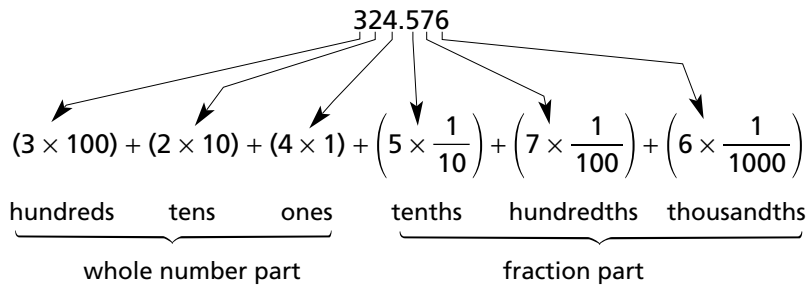 324.576
(3 × 100) + (2 × 10) + (4 × 1) + (5 × 1/10) + (7 × 1/100) + (6 × 1/1000)
hundreds tens ones tenths hundredths thousandths
whole number part fraction part